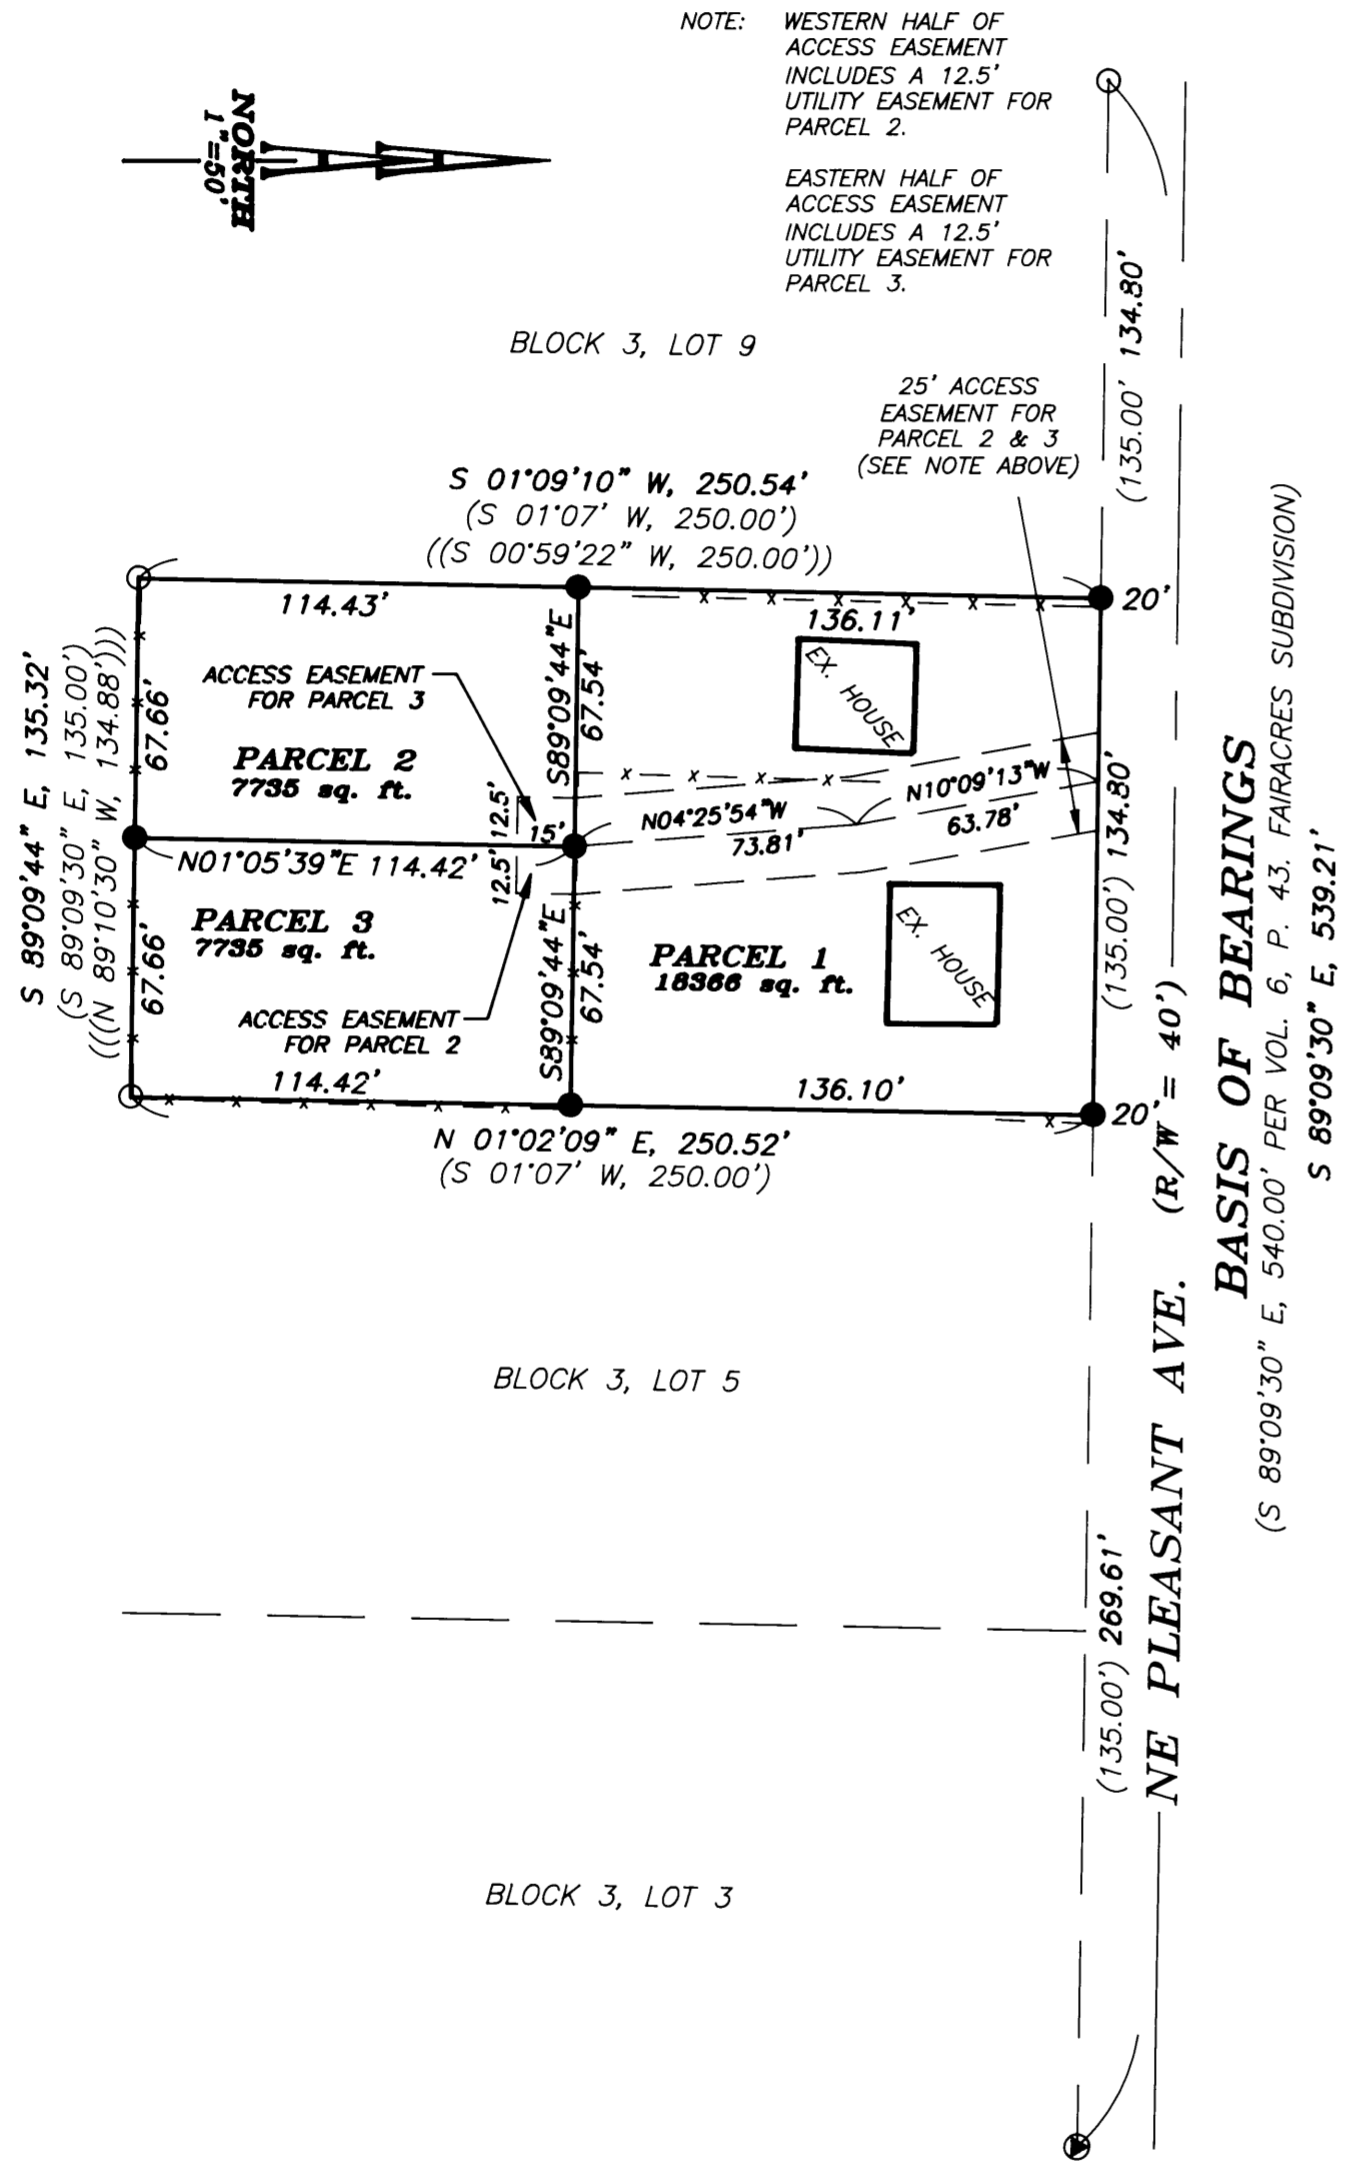 NOTE: WESTERN HALF OF
ACCESS EASEMENT
INCLUDES A 12.5'
UTILITY EASEMENT FOR
PARCEL 2.
EASTERN HALF OF
ACCESS EASEMENT
INCLUDES A 12.5'
UTILITY EASEMENT FOR
PARCEL 3.
NORTH
1"=50'
BLOCK 3, LOT 9
25' ACCESS
EASEMENT FOR
PARCEL 2 & 3
(SEE NOTE ABOVE)
(135.00') 134.80'
S 01°09'10" W, 250.54'
(S 01°07' W, 250.00')
((S 00°59'22" W, 250.00'))
114.43'
136.11'
20'
S 89°09'44" E, 135.32'
(S 89°09'30" E, 135.00')
(((N 89°10'30" W, 134.88')))
67.66'
ACCESS EASEMENT
FOR PARCEL 3
S89°09'44"E
67.54'
EX. HOUSE
PARCEL 2
7735 sq. ft.
12.5'
12.5'
15'
N04°25'54"W
73.81'
N10°09'13"W
63.78'
N01°05'39"E 114.42'
PARCEL 3
7735 sq. ft.
67.66'
S89°09'44"E
67.54'
PARCEL 1
18366 sq. ft.
EX. HOUSE
(135.00') 134.80'
ACCESS EASEMENT
FOR PARCEL 2
114.42'
136.10'
20'
N 01°02'09" E, 250.52'
(S 01°07' W, 250.00')
BLOCK 3, LOT 5
(135.00') 269.61'
NE PLEASANT AVE. (R/W = 40')
BASIS OF BEARINGS
(S 89°09'30" E, 540.00' PER VOL. 6, P. 43. FAIRACRES SUBDIVISION)
S 89°09'30" E, 539.21'
BLOCK 3, LOT 3